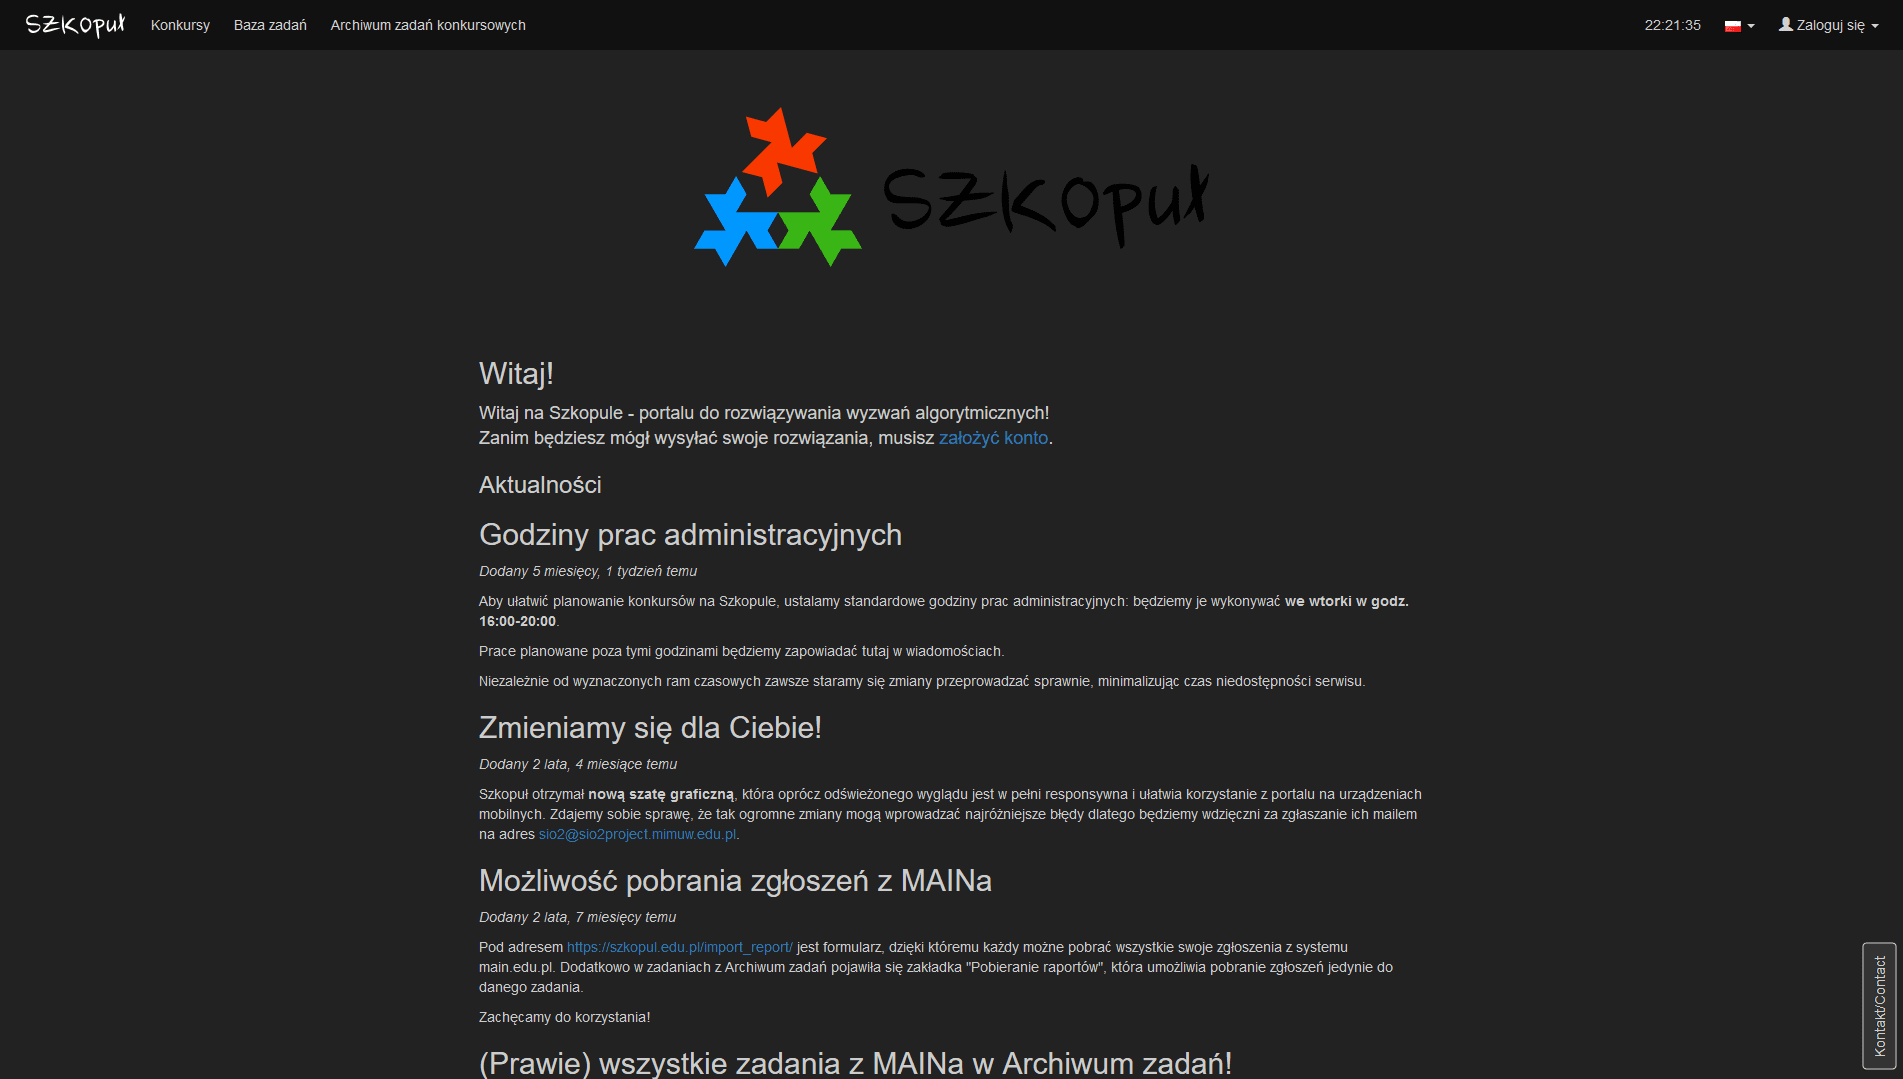 Szkopuł Konkursy Baza zadań Archiwum zadań konkursowych 22:21:35 Zaloguj się
Szkopuł
Witaj!
Witaj na Szkopule - portalu do rozwiązywania wyzwań algorytmicznych!
Zanim będziesz mógł wysyłać swoje rozwiązania, musisz założyć konto.
Aktualności
Godziny prac administracyjnych
Dodany 5 miesięcy, 1 tydzień temu
Aby ułatwić planowanie konkursów na Szkopule, ustalamy standardowe godziny prac administracyjnych: będziemy je wykonywać we wtorki w godz.
16:00-20:00.
Prace planowane poza tymi godzinami będziemy zapowiadać tutaj w wiadomościach.
Niezależnie od wyznaczonych ram czasowych zawsze staramy się zmiany przeprowadzać sprawnie, minimalizując czas niedostępności serwisu.
Zmieniamy się dla Ciebie!
Dodany 2 lata, 4 miesiące temu
Szkopuł otrzymał nową szatę graficzną, która oprócz odświeżonego wyglądu jest w pełni responsywna i ułatwia korzystanie z portalu na urządzeniach
mobilnych. Zdajemy sobie sprawę, że tak ogromne zmiany mogą wprowadzać najróżniejsze błędy dlatego będziemy wdzięczni za zgłaszanie ich mailem
na adres sio2@sio2project.mimuw.edu.pl.
Możliwość pobrania zgłoszeń z MAINa
Dodany 2 lata, 7 miesięcy temu
Pod adresem https://szkopul.edu.pl/import_report/ jest formularz, dzięki któremu każdy możne pobrać wszystkie swoje zgłoszenia z systemu
main.edu.pl. Dodatkowo w zadaniach z Archiwum zadań pojawiła się zakładka "Pobieranie raportów", która umożliwia pobranie zgłoszeń jedynie do
danego zadania.
Zachęcamy do korzystania!
(Prawie) wszystkie zadania z MAINa w Archiwum zadań!
Kontakt/Contact